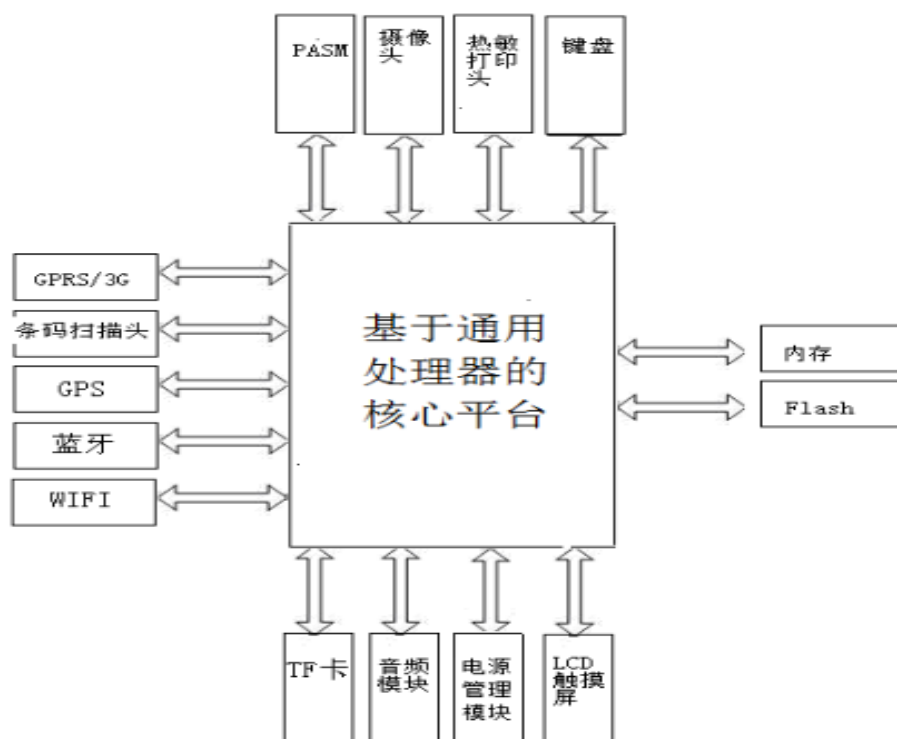 PASM
摄像
头
热敏
打印
头
键盘
GPRS/3G
条码扫描头
GPS
蓝牙
WIFI
基于通用
处理器的
核心平台
内存
Flash
TF卡
音频
模块
电源
管理
模块
LCD
触摸
屏